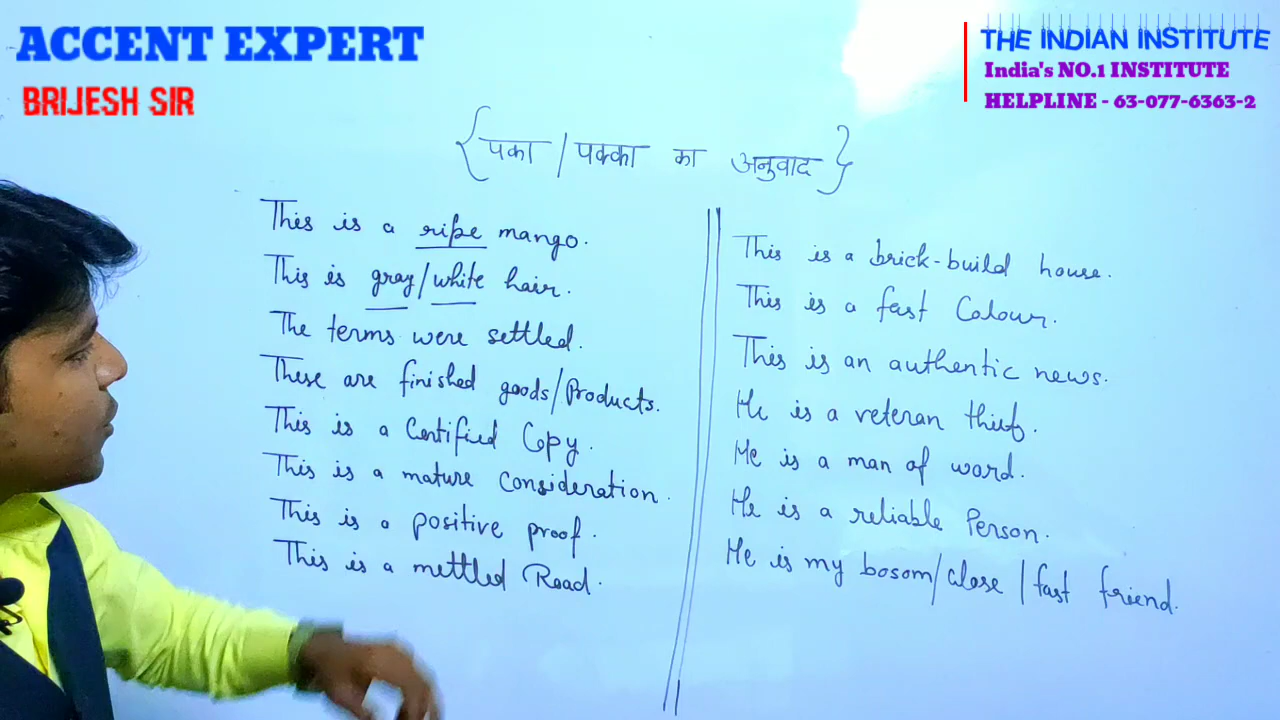 ACCENT EXPERT
BRIJESH SIR
THE INDIAN INSTITUTE
India's NO.1 INSTITUTE
HELPLINE - 63-077-6363-2
{पका / पक्का का अनुवाद}
This is a ripe mango.
This is gray/white hair.
The terms were settled.
These are finished goods/Products.
This is a Certified Copy.
This is a mature consideration.
This is a positive proof.
This is a mettled Road.
This is a brick-build house.
This is a fast Colour.
This is an authentic news.
He is a veteran thief.
He is a man of word.
He is a reliable Person.
He is my bosom/close/fast friend.